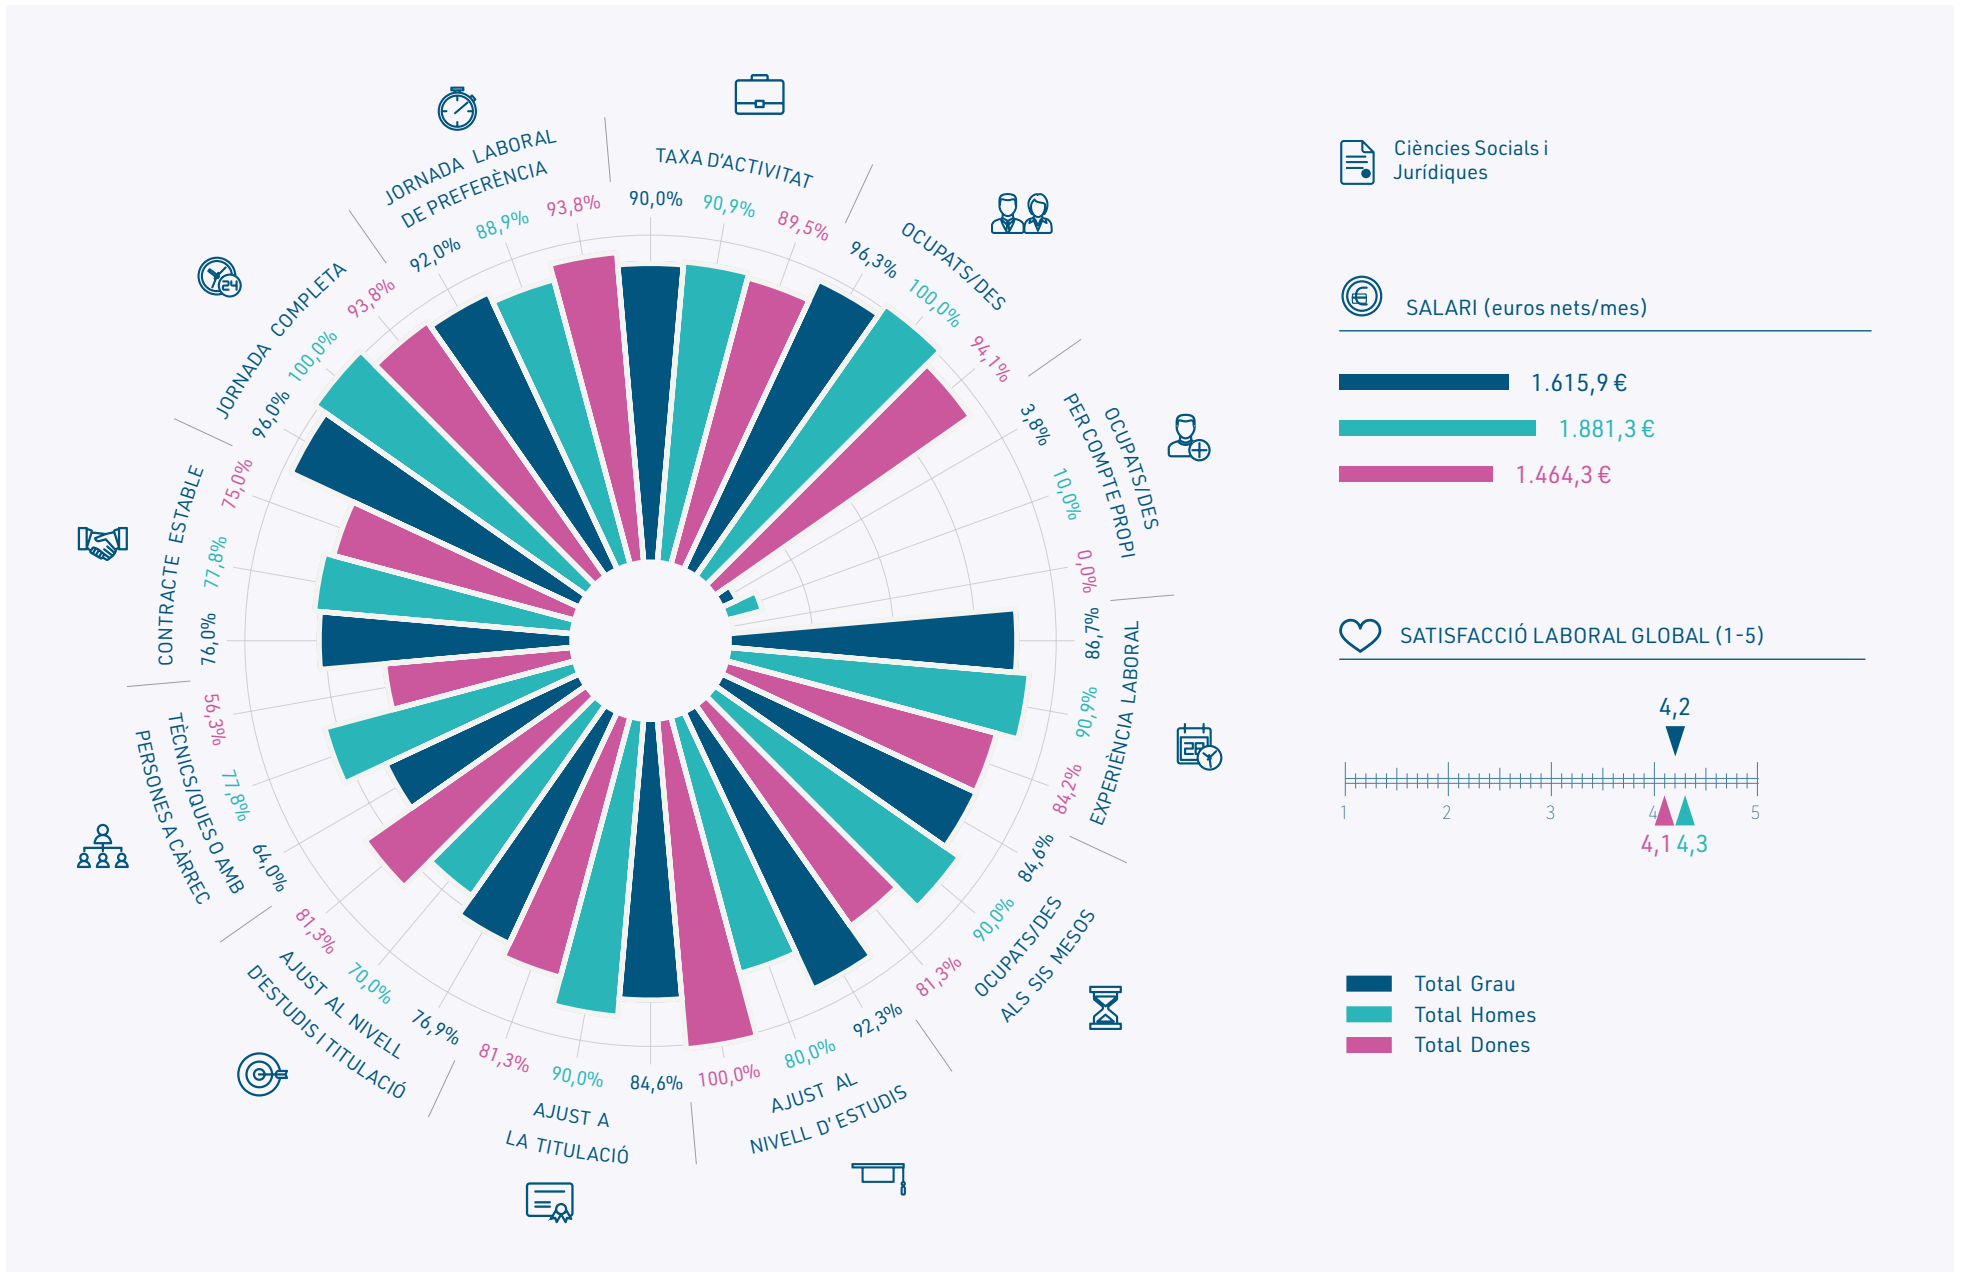 TAXA D'ACTIVITAT
90,0%
90,9%
89,5%
OCUPATS/DES
96,3%
100,0%
94,1%
OCUPATS/DES
PER COMPTE PROPI
3,8%
10,0%
0,0%
EXPERIÈNCIA LABORAL
86,7%
90,9%
84,2%
OCUPATS/DES
ALS SIS MESOS
84,6%
90,0%
81,3%
AJUST AL
NIVELL D'ESTUDIS
92,3%
80,0%
100,0%
AJUST A
LA TITULACIÓ
84,6%
90,0%
81,3%
AJUST AL NIVELL
D'ESTUDIS I TITULACIÓ
76,9%
70,0%
81,3%
TÈCNICS/QUES O AMB
PERSONES A CÀRREC
64,0%
77,8%
56,3%
CONTRACTE ESTABLE
76,0%
77,8%
75,0%
JORNADA COMPLETA
96,0%
100,0%
93,8%
24
JORNADA LABORAL
DE PREFERÈNCIA
92,0%
88,9%
93,8%
Ciències Socials i
Jurídiques
€
SALARI (euros nets/mes)
1.615,9 €
1.881,3 €
1.464,3 €
SATISFACCIÓ LABORAL GLOBAL (1-5)
4,2
1 2 3 4 5
4,1 4,3
Total Grau
Total Homes
Total Dones